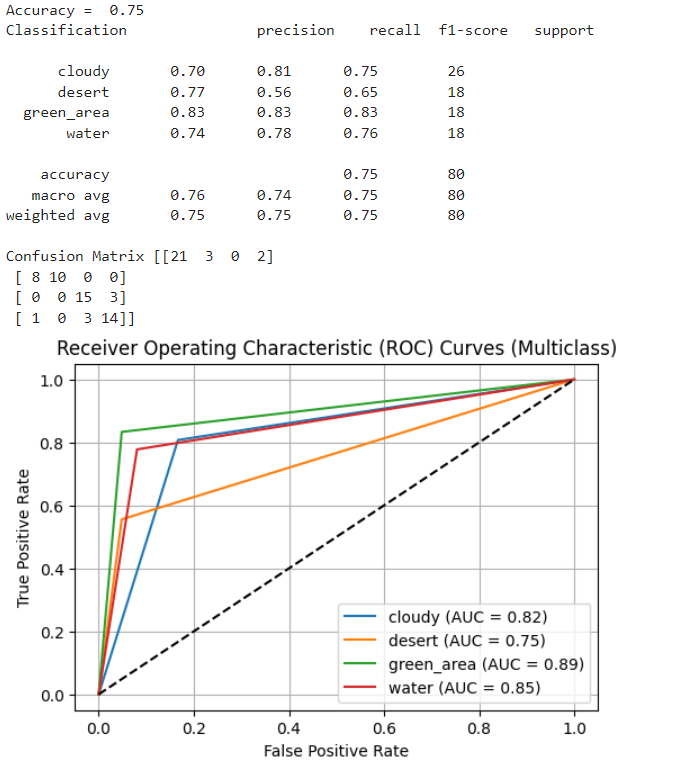 Accuracy =  0.75
Classification               precision    recall  f1-score   support

      cloudy       0.70      0.81      0.75        26
      desert       0.77      0.56      0.65        18
  green_area       0.83      0.83      0.83        18
       water       0.74      0.78      0.76        18

    accuracy                           0.75        80
   macro avg       0.76      0.74      0.75        80
weighted avg       0.75      0.75      0.75        80

Confusion Matrix [[21  3  0  2]
 [ 8 10  0  0]
 [ 0  0 15  3]
 [ 1  0  3 14]]
Receiver Operating Characteristic (ROC) Curves (Multiclass)
1.0
0.8
0.6
0.4
0.2
0.0
True Positive Rate
cloudy (AUC = 0.82)
desert (AUC = 0.75)
green_area (AUC = 0.89)
water (AUC = 0.85)
0.0 0.2 0.4 0.6 0.8 1.0
False Positive Rate